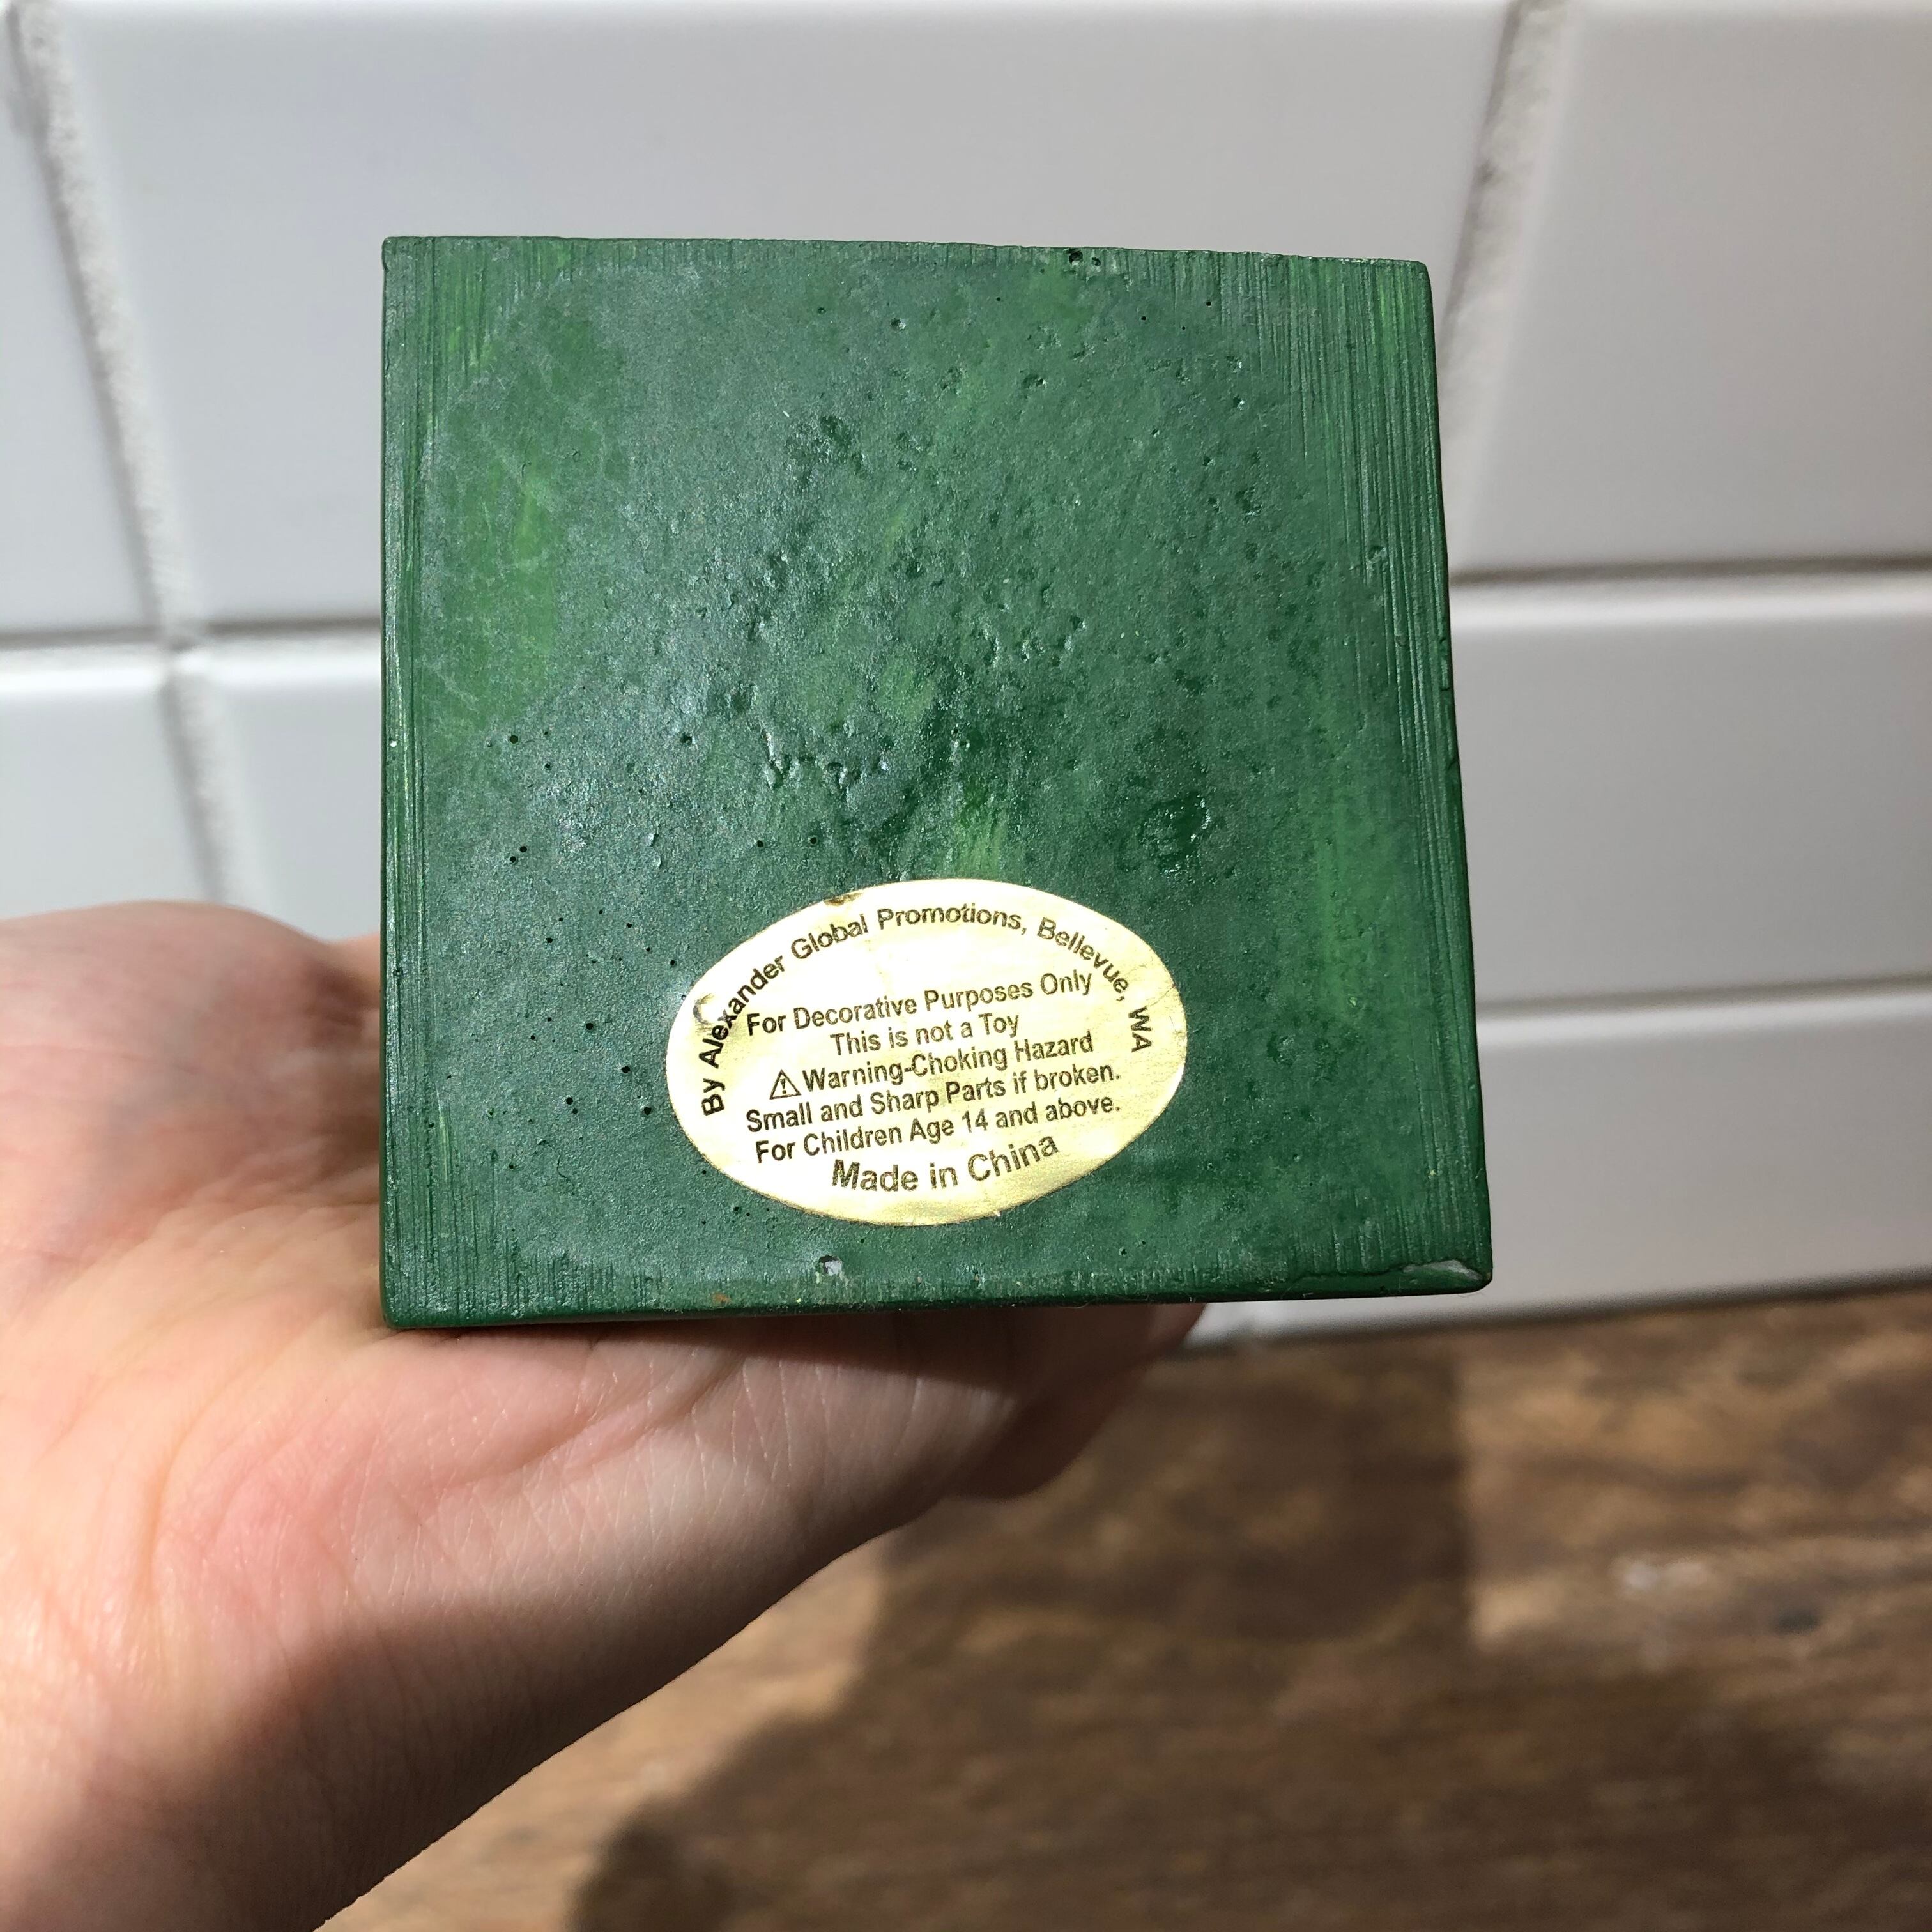 By Alexander Global Promotions, Bellevue, WA
For Decorative Purposes Only
This is not a Toy
⚠Warning-Choking Hazard
Small and Sharp Parts if broken.
For Children Age 14 and above.
Made in China